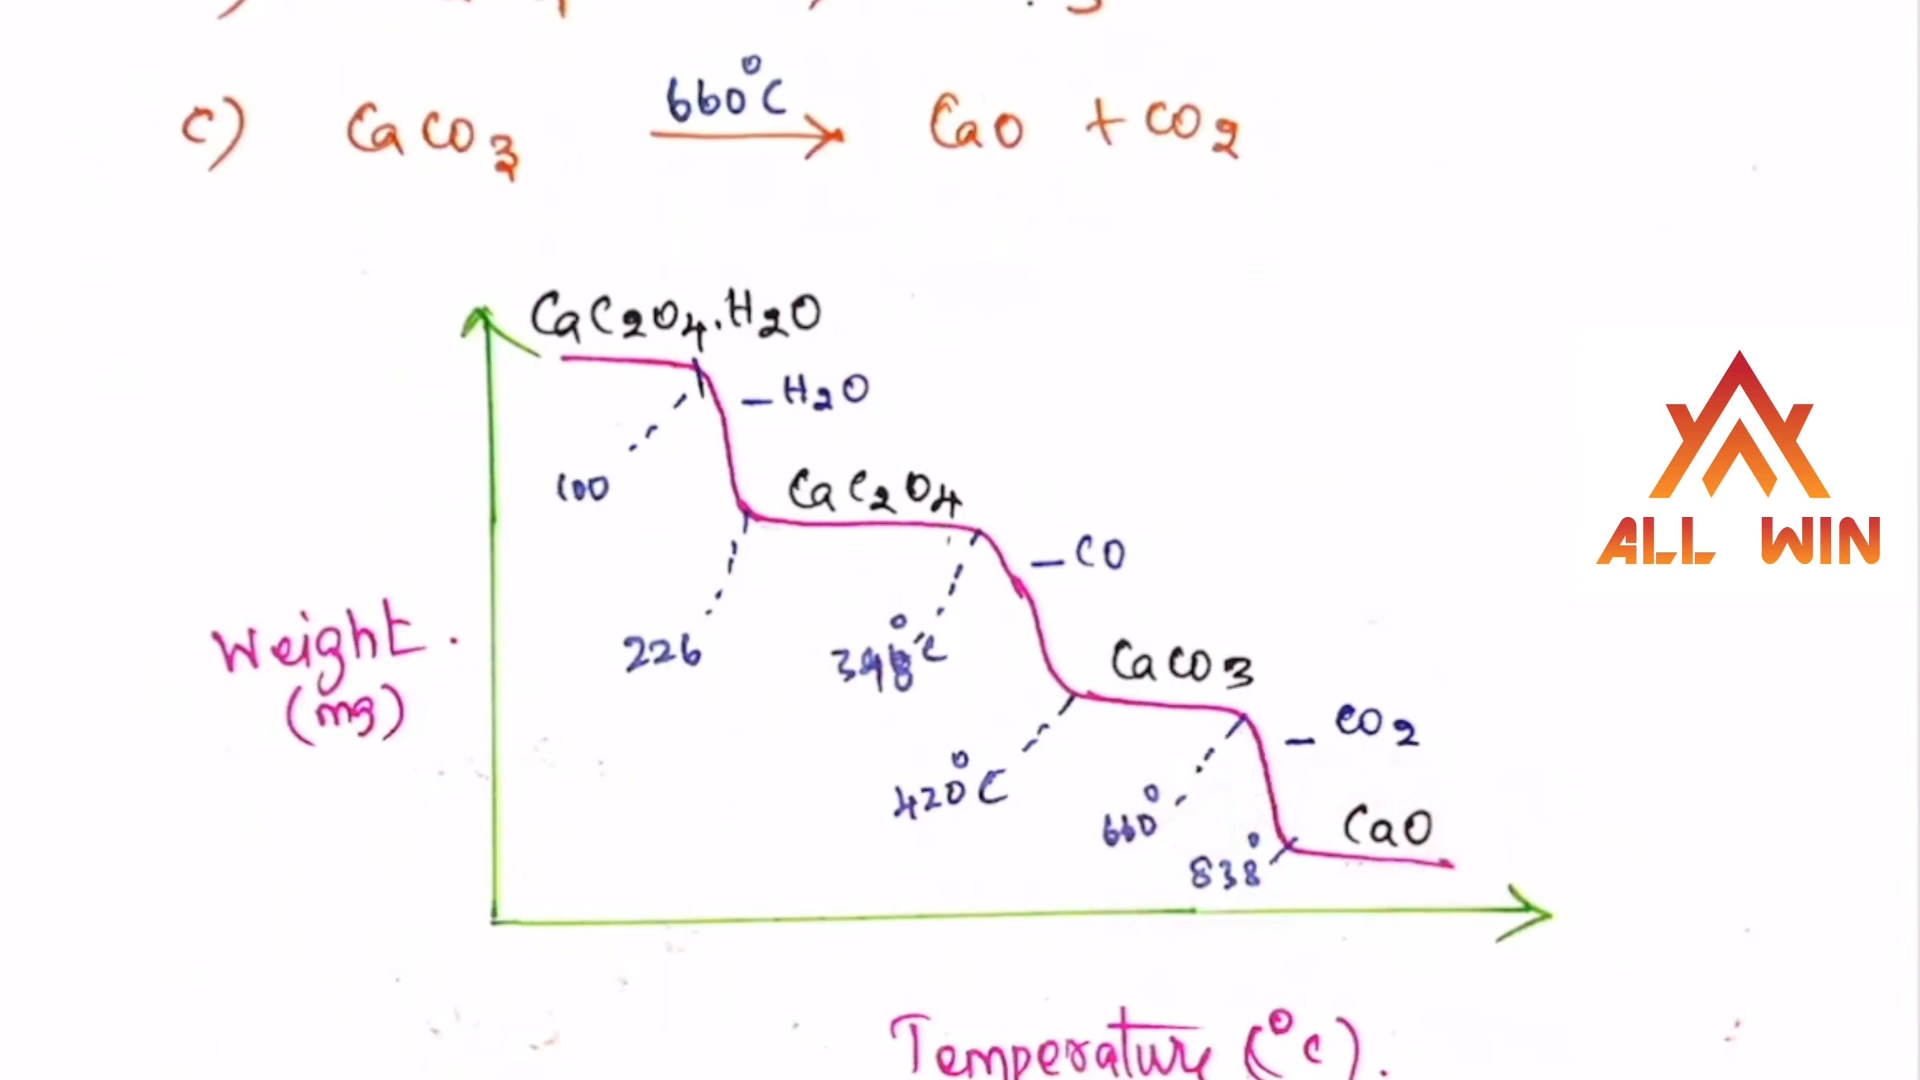 c) CaCO3 660°C → CaO + CO2
CaC2O4.H2O
-H2O
100
CaC2O4
-CO
226
398°C
Weight.
(mg)
CaCO3
-CO2
420°C
660°
CaO
838°
Temperature (°C).
ALL WIN